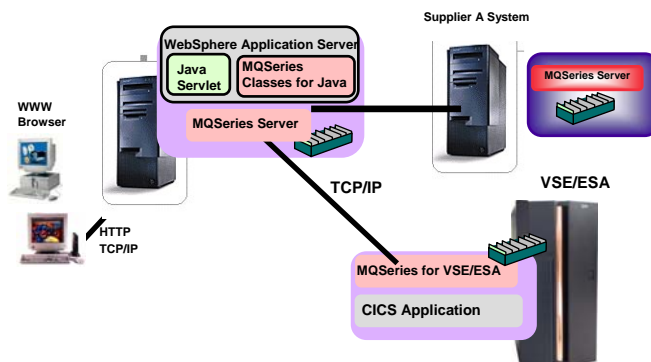 Supplier A System
WebSphere Application Server
Java
Servlet
MQSeries
Classes for Java
MQSeries Server
MQSeries Server
WWW
Browser
TCP/IP
VSE/ESA
HTTP
TCP/IP
MQSeries for VSE/ESA
CICS Application